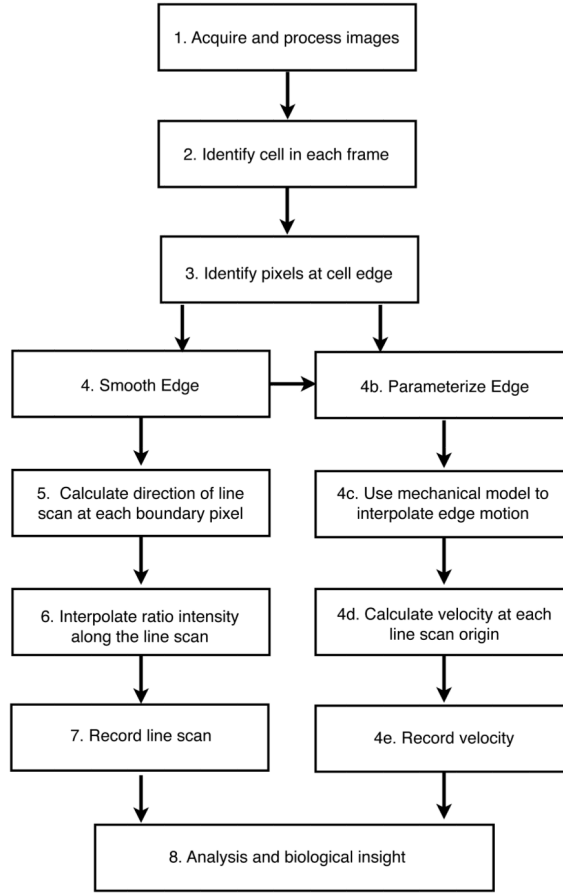 1. Acquire and process images
2. Identify cell in each frame
3. Identify pixels at cell edge
4. Smooth Edge
4b. Parameterize Edge
5. Calculate direction of line
scan at each boundary pixel
4c. Use mechanical model to
interpolate edge motion
6. Interpolate ratio intensity
along the line scan
4d. Calculate velocity at each
line scan origin
7. Record line scan
4e. Record velocity
8. Analysis and biological insight